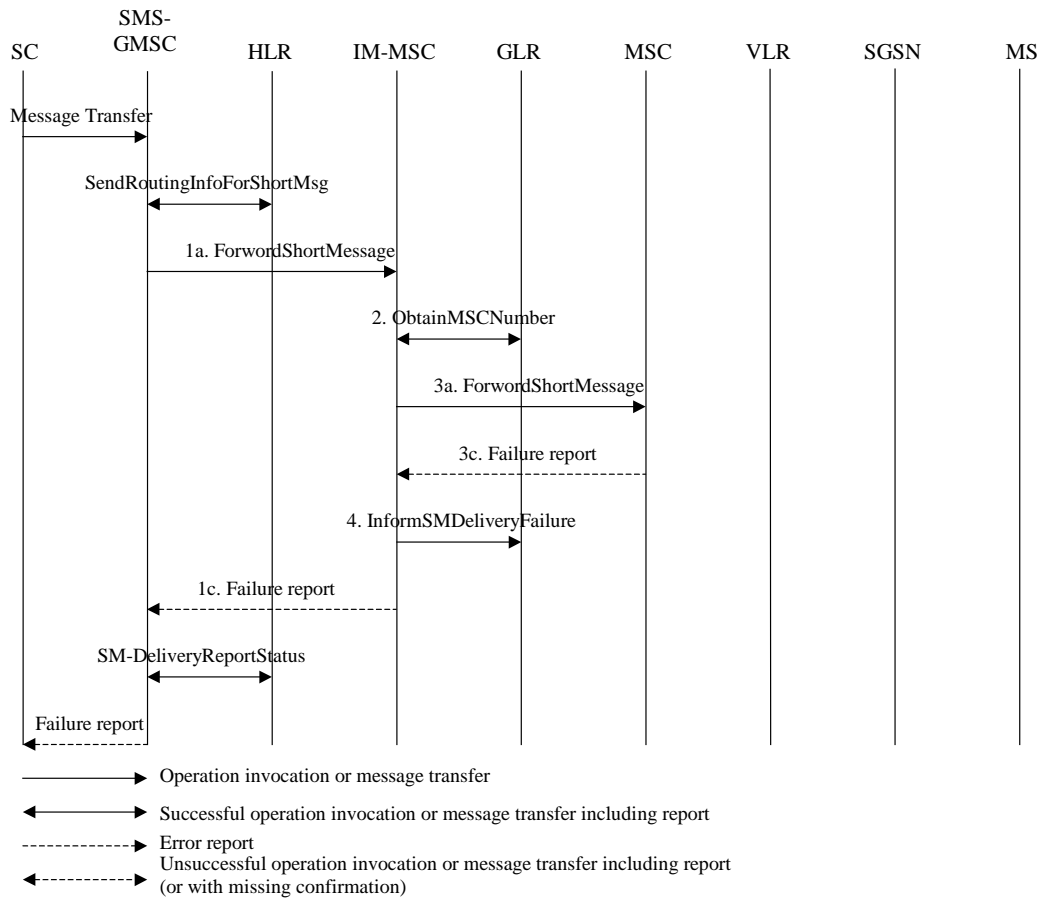 SC
SMS-
GMSC
HLR
IM-MSC
GLR
MSC
VLR
SGSN
MS
Message Transfer
SendRoutingInfoForShortMsg
1a. ForwordShortMessage
2. ObtainMSCNumber
3a. ForwordShortMessage
3c. Failure report
4. InformSMDeliveryFailure
1c. Failure report
SM-DeliveryReportStatus
Failure report
Operation invocation or message transfer
Successful operation invocation or message transfer including report
Error report
Unsuccessful operation invocation or message transfer including report
(or with missing confirmation)